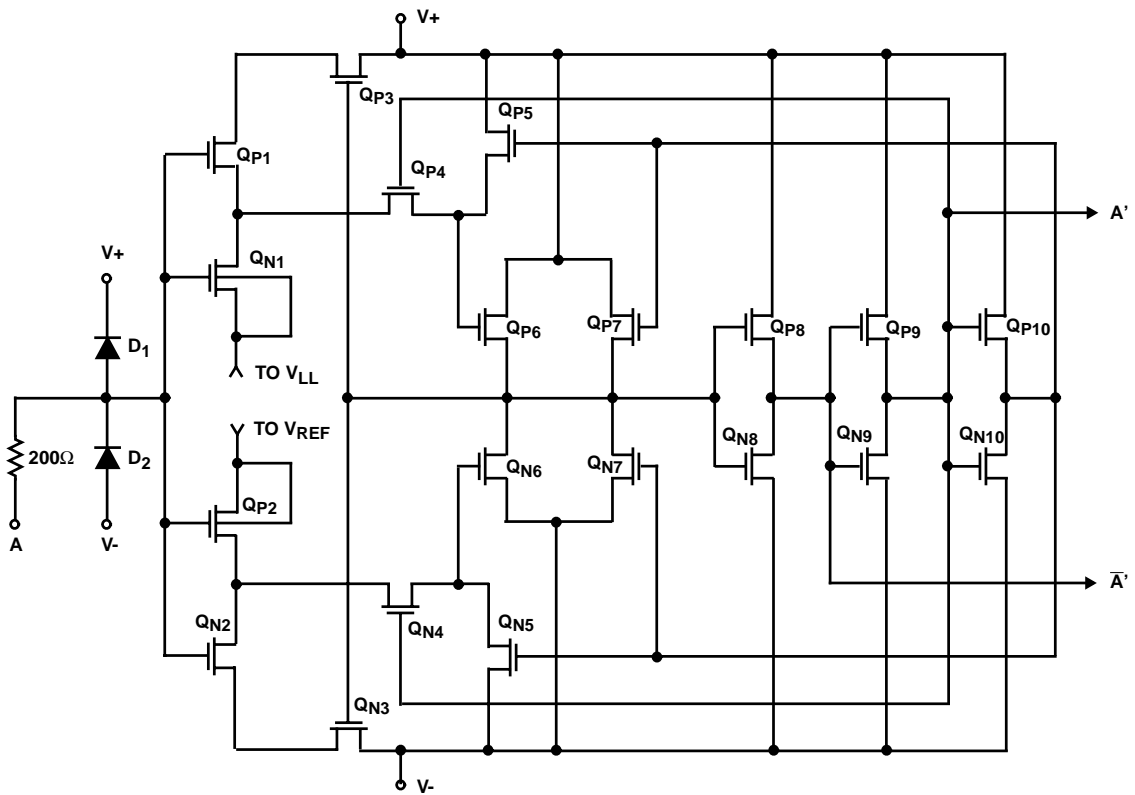 V+
QP3
QP5
QP1
QP4
A'
V+
QN1
QP6
QP7
QP8
QP9
QP10
D1
TO VLL
TO VREF
200Ω
D2
QN6
QN7
QN8
QN9
QN10
QP2
A
V-
A̅'
QN2
QN4
QN5
QN3
V-